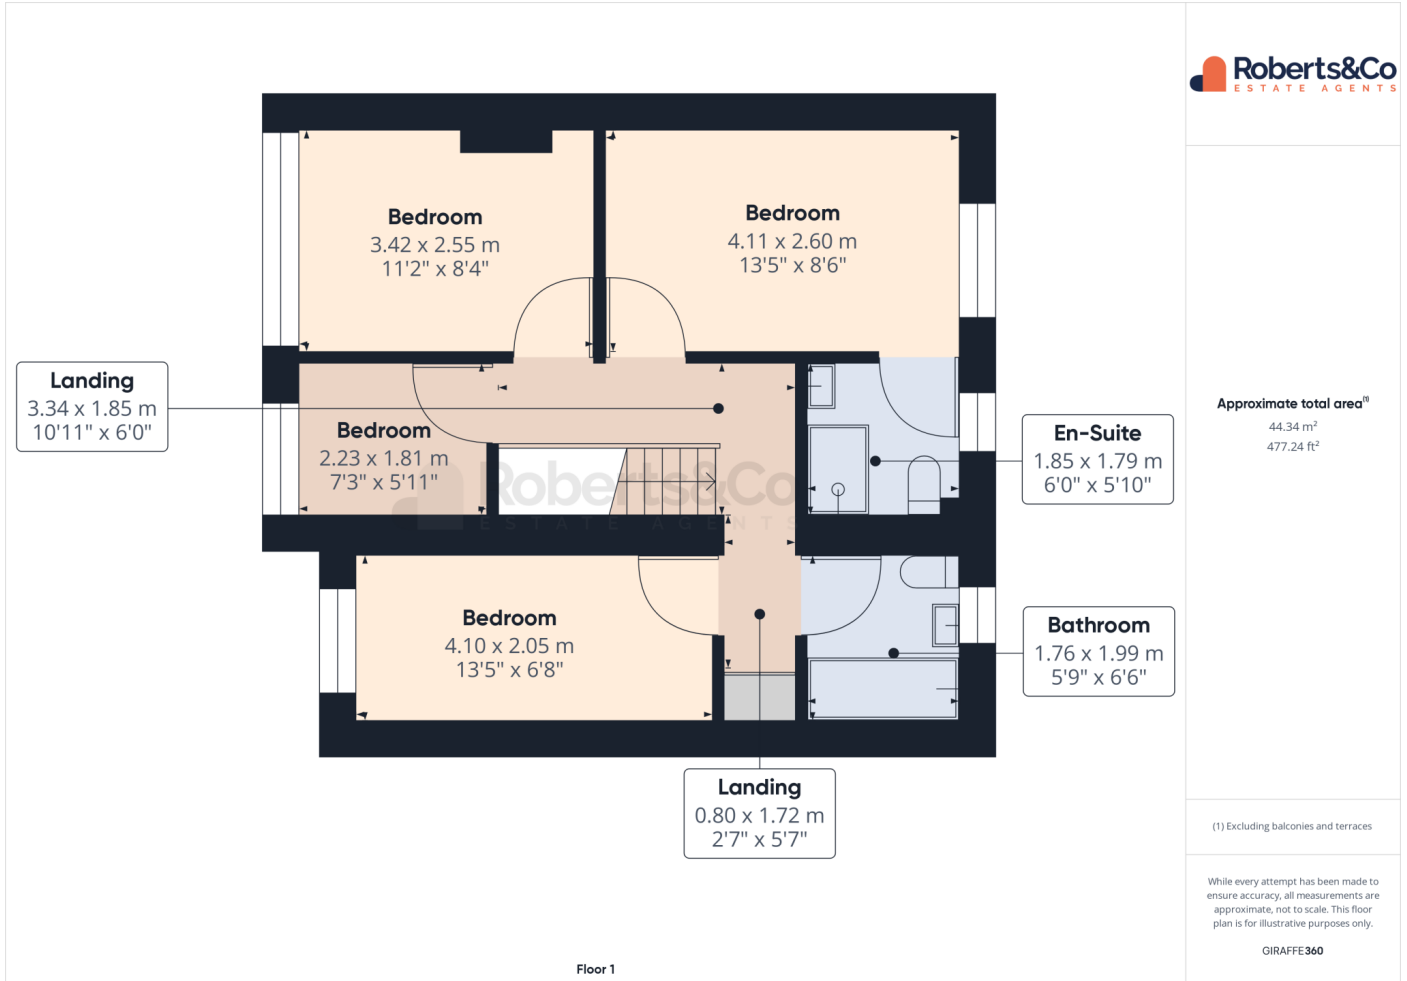 Roberts&Co
ESTATE AGENTS
Bedroom
3.42 x 2.55 m
11'2" x 8'4"
Bedroom
4.11 x 2.60 m
13'5" x 8'6"
Landing
3.34 x 1.85 m
10'11" x 6'0"
Bedroom
2.23 x 1.81 m
7'3" x 5'11"
Roberts&Co
ESTATE AGENTS
En-Suite
1.85 x 1.79 m
6'0" x 5'10"
Bedroom
4.10 x 2.05 m
13'5" x 6'8"
Bathroom
1.76 x 1.99 m
5'9" x 6'6"
Landing
0.80 x 1.72 m
2'7" x 5'7"
Floor 1
Approximate total area(1)
44.34 m²
477.24 ft²
(1) Excluding balconies and terraces
While every attempt has been made to
ensure accuracy, all measurements are
approximate, not to scale. This floor
plan is for illustrative purposes only.
GIRAFFE360